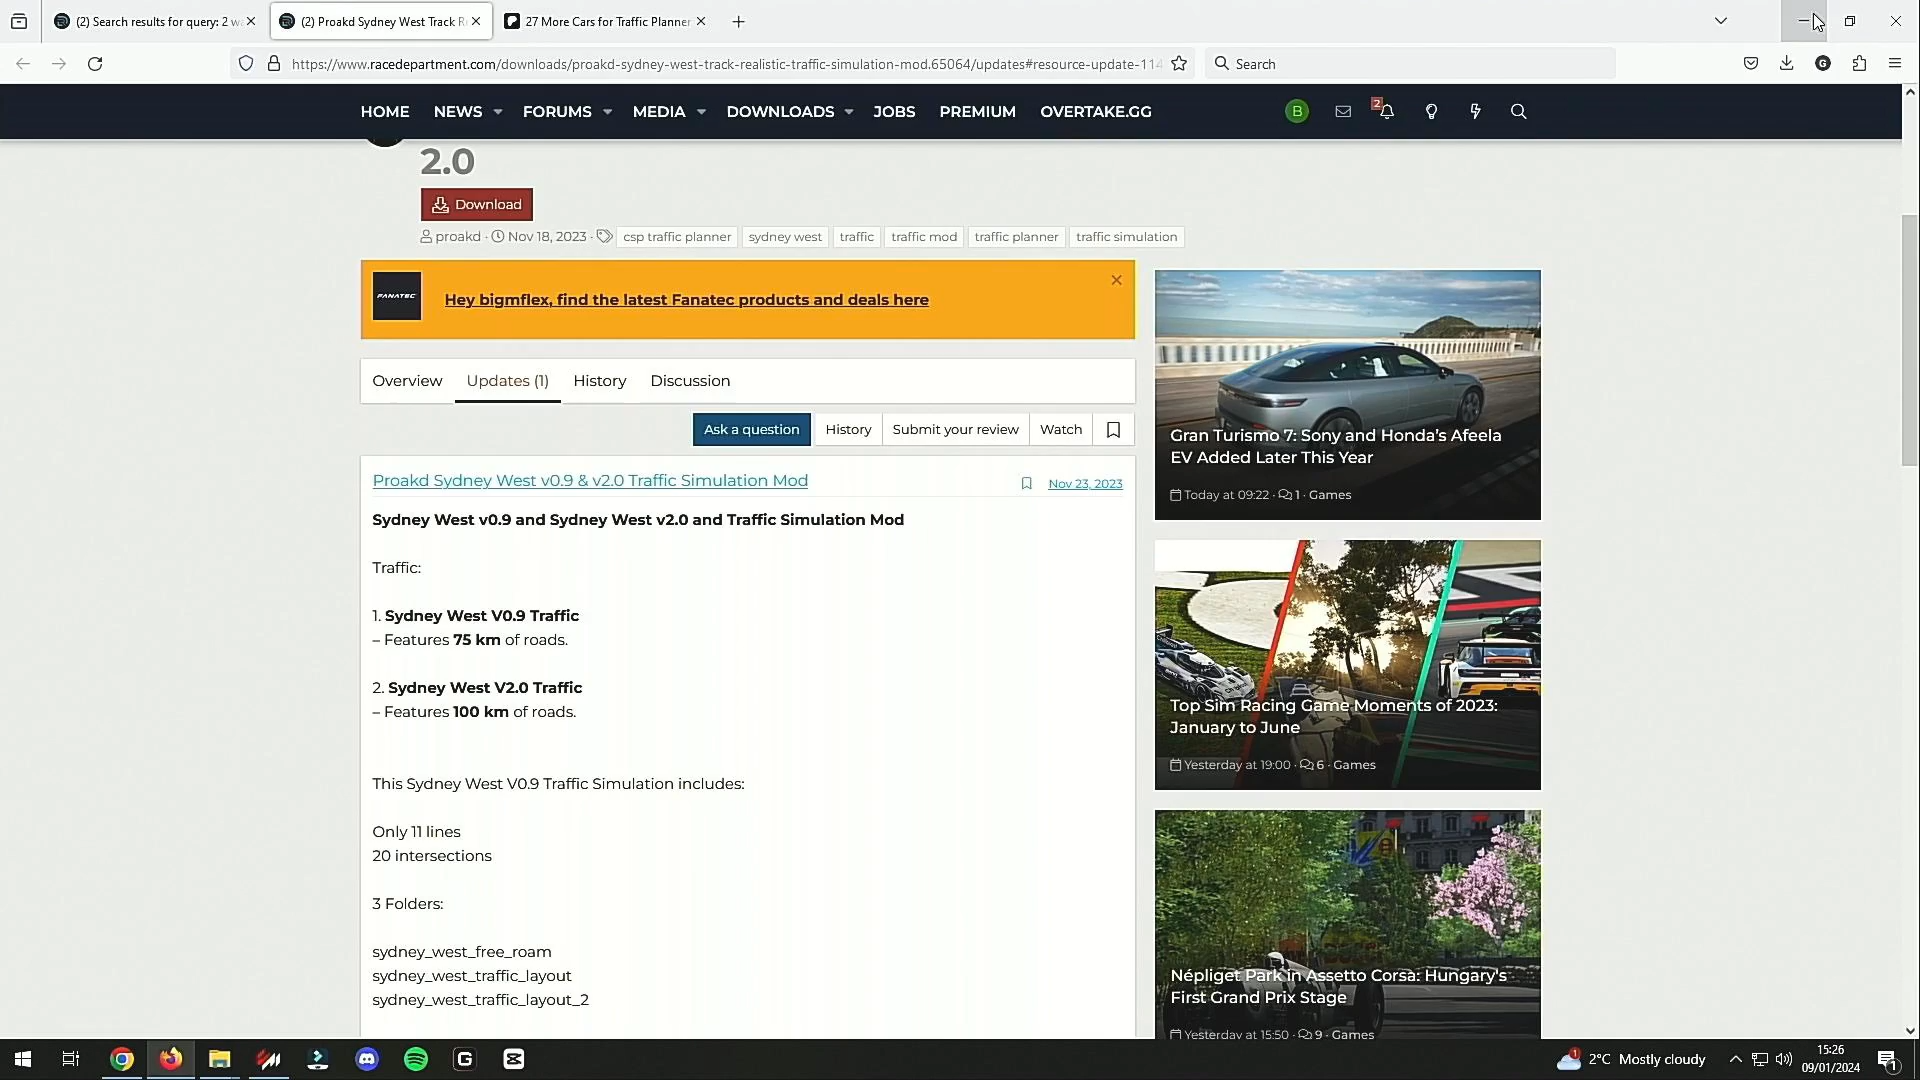 (2) Search results for query: 2 w
(2) Proakd Sydney West Track R
27 More Cars for Traffic Planner
https://www.racedepartment.com/downloads/proakd-sydney-west-track-realistic-traffic-simulation-mod.65064/updates#resource-update-114
Search
HOME NEWS FORUMS MEDIA DOWNLOADS JOBS PREMIUM OVERTAKE.GG
B
2
2.0
Download
proakd · Nov 18, 2023 · csp traffic planner sydney west traffic traffic mod traffic planner traffic simulation
FANATEC
Hey bigmflex, find the latest Fanatec products and deals here
Overview Updates (1) History Discussion
Ask a question History Submit your review Watch
Proakd Sydney West v0.9 & v2.0 Traffic Simulation Mod
Nov 23, 2023
Sydney West v0.9 and Sydney West v2.0 and Traffic Simulation Mod
Traffic:
1. Sydney West V0.9 Traffic
– Features 75 km of roads.
2. Sydney West V2.0 Traffic
– Features 100 km of roads.
This Sydney West V0.9 Traffic Simulation includes:
Only 11 lines
20 intersections
3 Folders:
sydney_west_free_roam
sydney_west_traffic_layout
sydney_west_traffic_layout_2
Gran Turismo 7: Sony and Honda's Afeela
EV Added Later This Year
Today at 09:22 · 1 · Games
Top Sim Racing Game Moments of 2023:
January to June
Yesterday at 19:00 · 6 · Games
Népliget Park in Assetto Corsa: Hungary's
First Grand Prix Stage
Yesterday at 15:50 · 9 · Games
1
2°C Mostly cloudy
15:26
09/01/2024
1